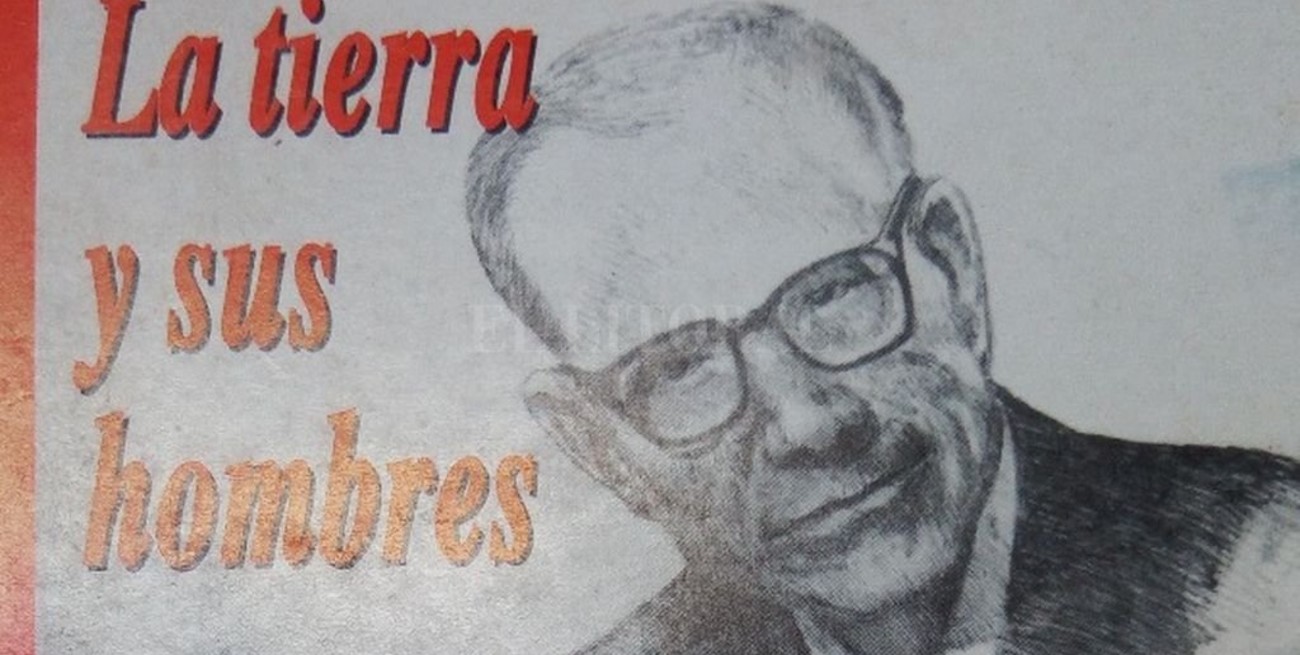 La tierra
y sus
hombres